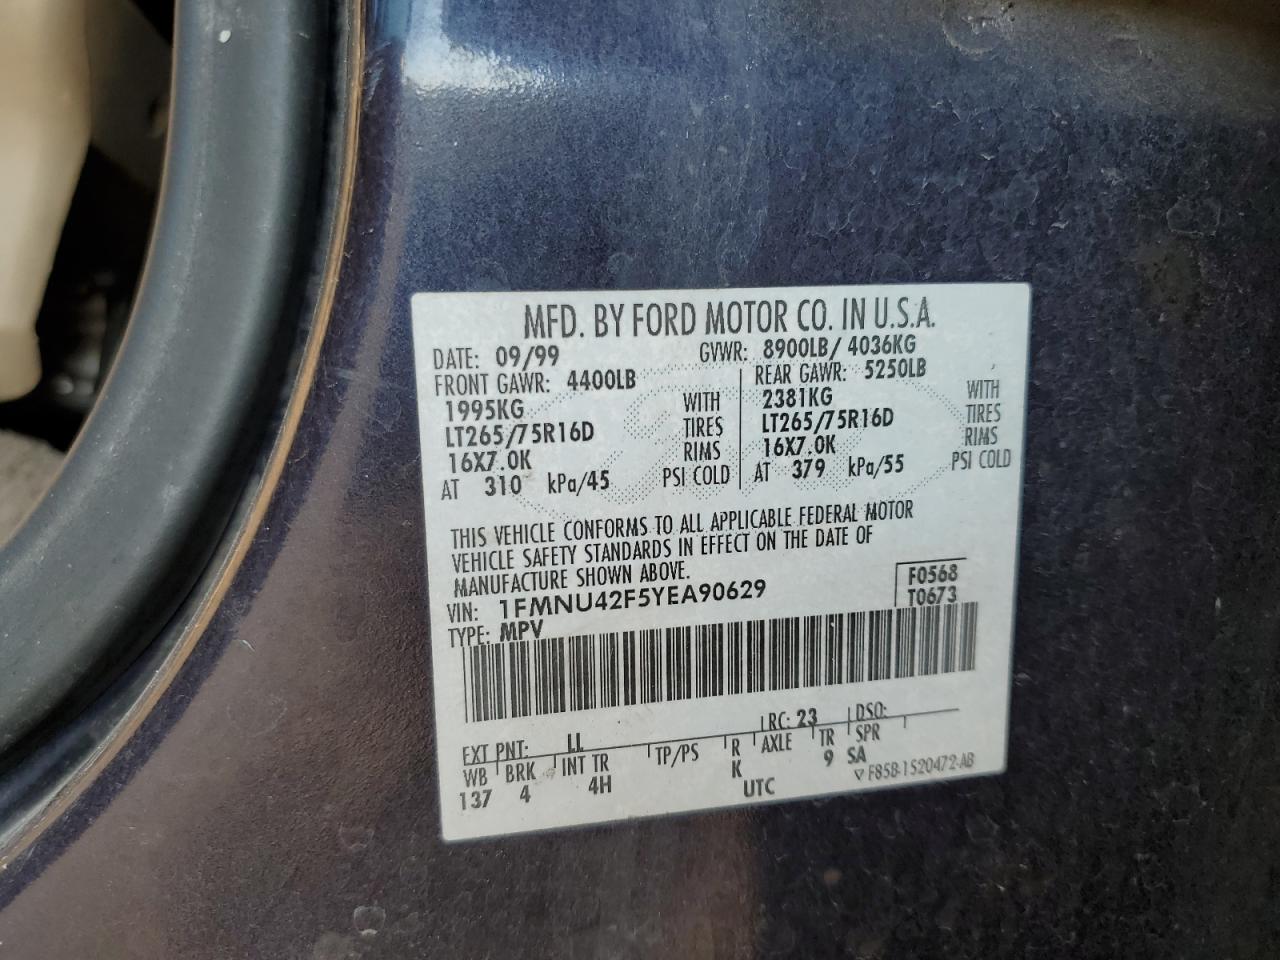 MFD. BY FORD MOTOR CO. IN U.S.A.
DATE: 09/99 GVWR: 8900LB/ 4036KG
FRONT GAWR: 4400LB REAR GAWR: 5250LB
1995KG WITH 2381KG WITH
LT265/75R16D TIRES LT265/75R16D TIRES
16X7.0K RIMS 16X7.0K RIMS
AT 310 kPa/45 PSI COLD AT 379 kPa/55 PSI COLD
THIS VEHICLE CONFORMS TO ALL APPLICABLE FEDERAL MOTOR
VEHICLE SAFETY STANDARDS IN EFFECT ON THE DATE OF
MANUFACTURE SHOWN ABOVE.
VIN: 1FMNU42F5YEA90629 F0568
TYPE: MPV T0673
EXT PNT: LL RC: 23 DSO:
WB BRK INT TR TP/PS R AXLE TR SPR
137 4 4H K 9 SA
UTC ▽ F85B-1520472-AB